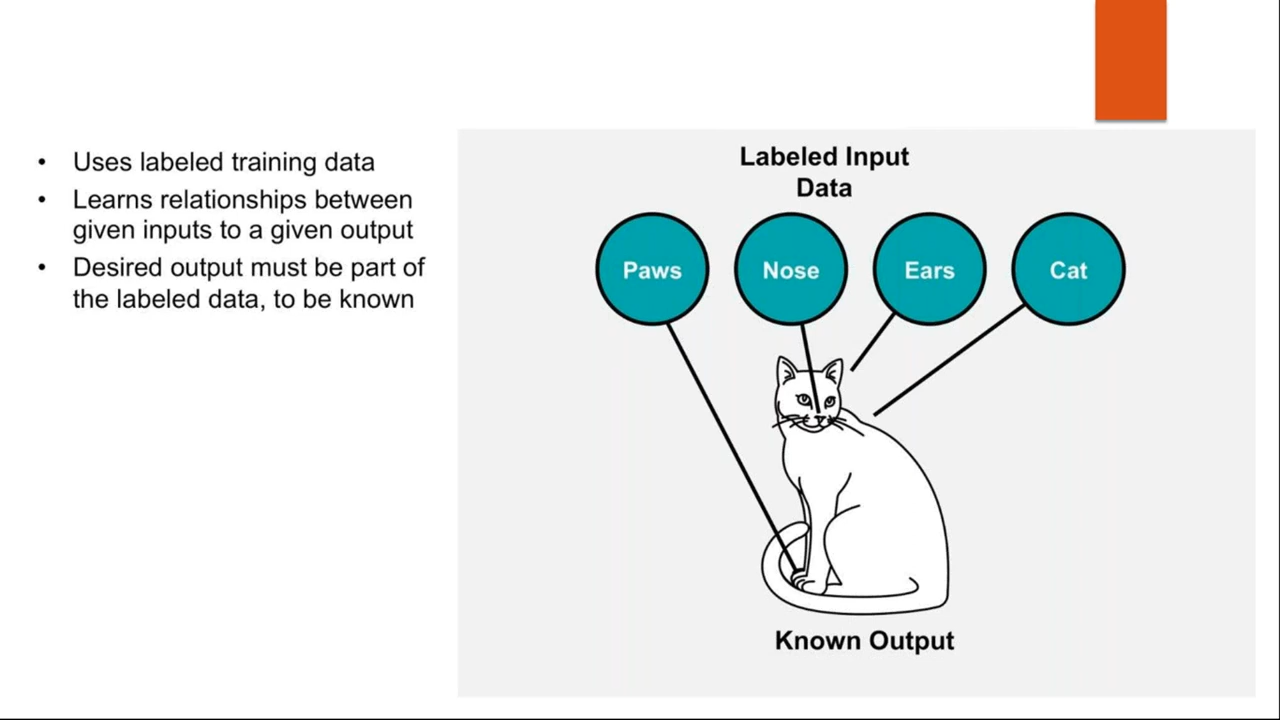 • Uses labeled training data
• Learns relationships between
given inputs to a given output
• Desired output must be part of
the labeled data, to be known
Labeled Input
Data
Paws
Nose
Ears
Cat
Known Output